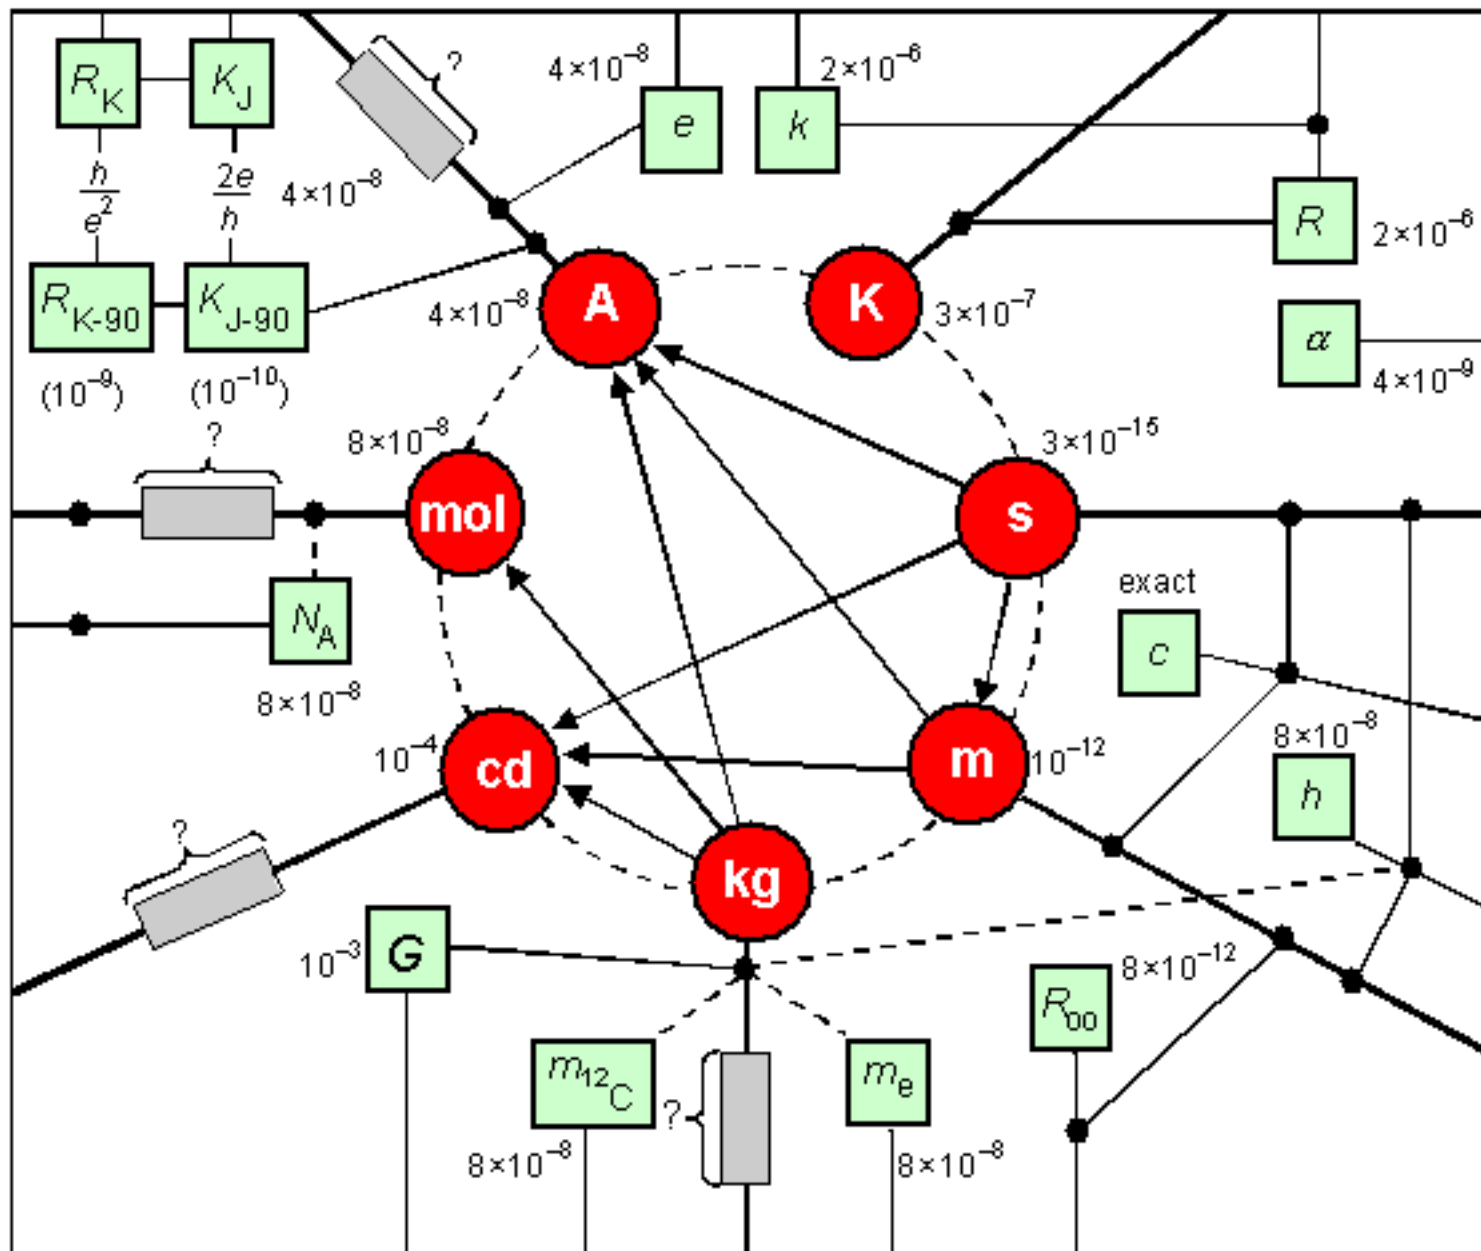 R_K
K_J
?
4×10⁻⁸
e
2×10⁻⁶
k
h/e²
2e/h
4×10⁻⁸
R
2×10⁻⁶
R_K-90
K_J-90
4×10⁻⁸
A
K
3×10⁻⁷
α
4×10⁻⁹
(10⁻⁹)
(10⁻¹⁰)
?
8×10⁻⁸
3×10⁻¹⁵
mol
s
exact
N_A
c
8×10⁻⁸
8×10⁻⁸
10⁻⁴
cd
m
10⁻¹²
h
?
kg
10⁻³
G
8×10⁻¹²
R_∞
m_¹²C
?
m_e
8×10⁻⁸
8×10⁻⁸